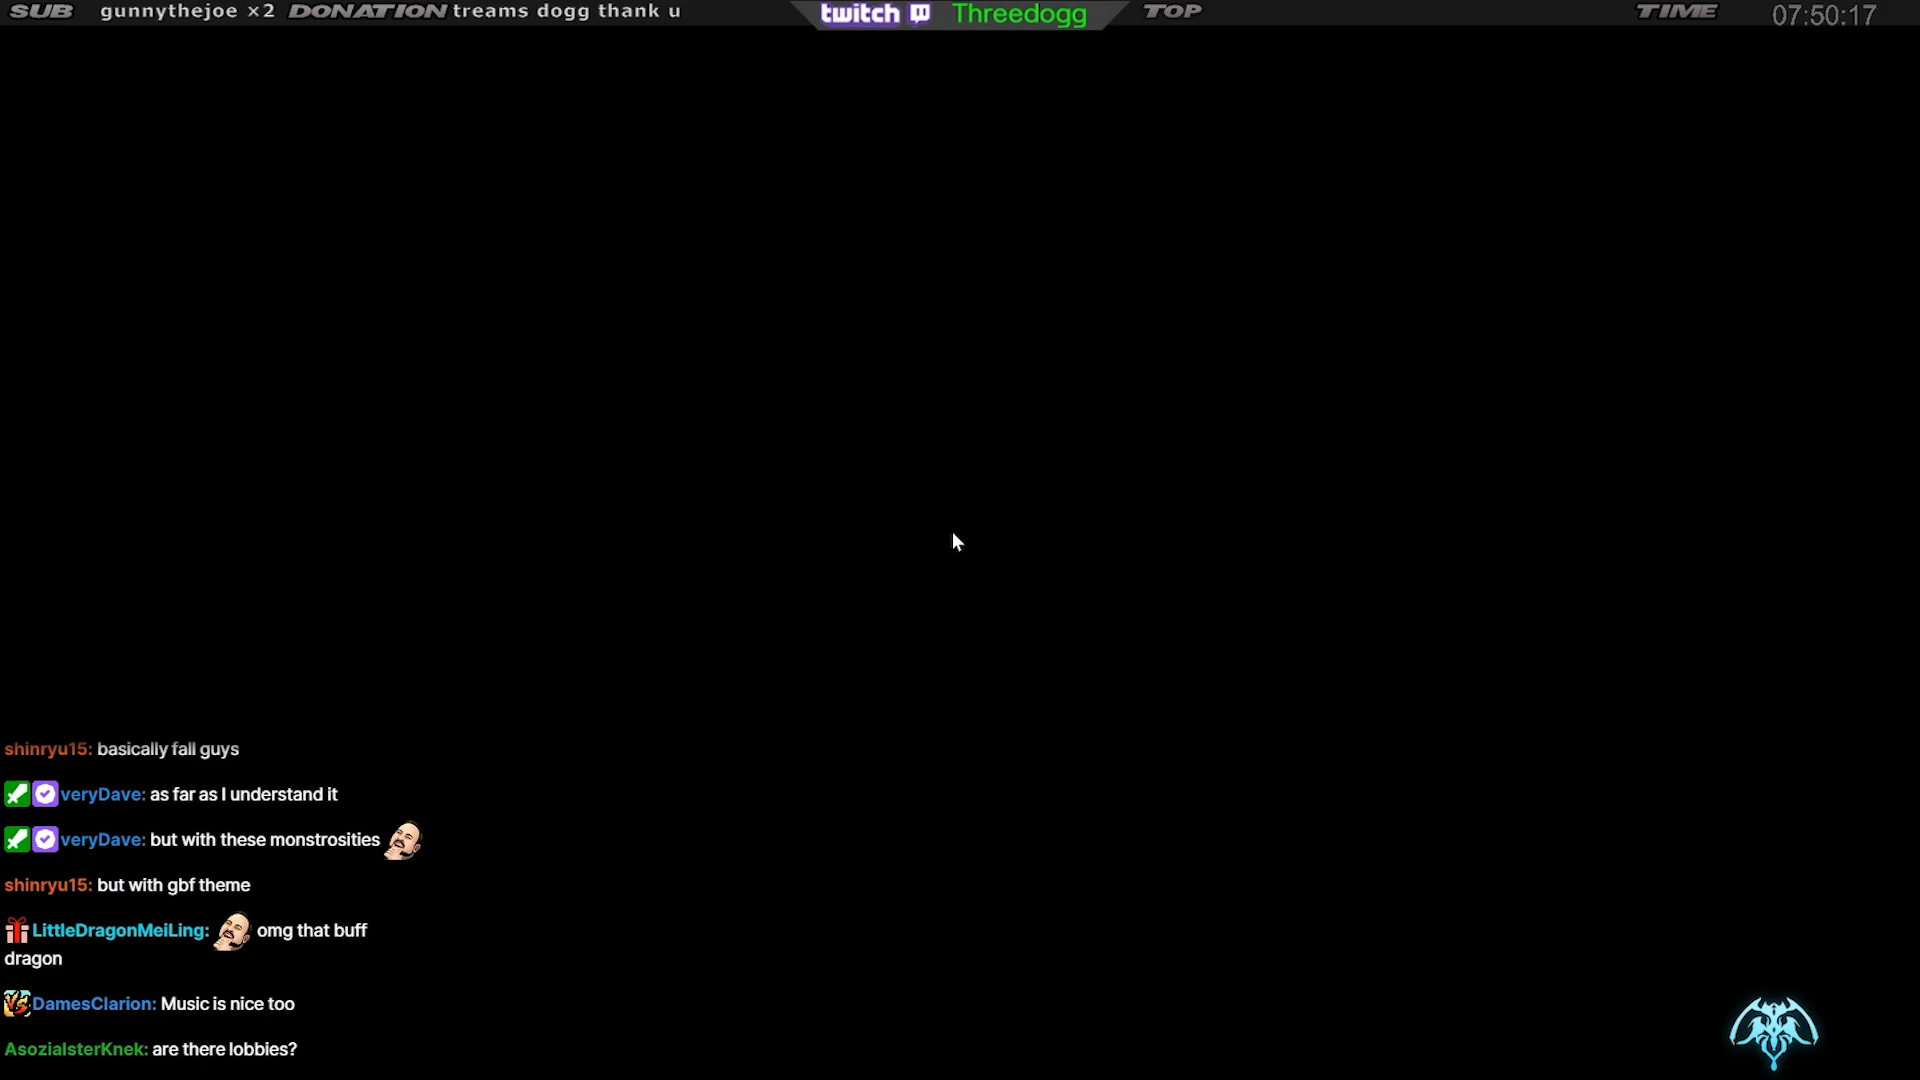 SUB gunnythejoe ×2 DONATION treams dogg thank u twitch Threedogg TOP TIME 07:50:17
shinryu15: basically fall guys
veryDave: as far as I understand it
veryDave: but with these monstrosities
shinryu15: but with gbf theme
LittleDragonMeiLing: omg that buff
dragon
DamesClarion: Music is nice too
AsozialsterKnek: are there lobbies?